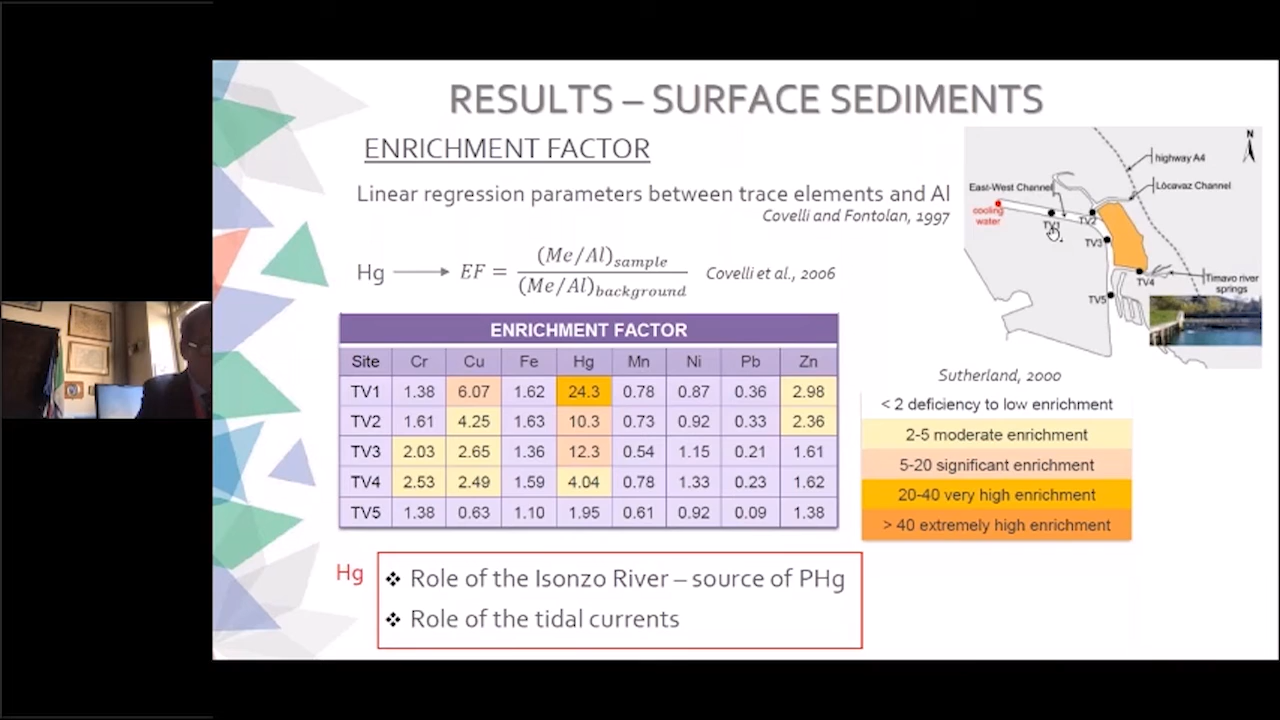 RESULTS – SURFACE SEDIMENTS
ENRICHMENT FACTOR
Linear regression parameters between trace elements and Al
Covelli and Fontolan, 1997
Hg EF = (Me/Al)sample / (Me/Al)background Covelli et al., 2006
N
highway A4
East-West Channel
Lòcavaz Channel
cooling water
TV1
TV2
TV3
TV4
Timavo river springs
TV5
ENRICHMENT FACTOR
Site Cr Cu Fe Hg Mn Ni Pb Zn
TV1 1.38 6.07 1.62 24.3 0.78 0.87 0.36 2.98
TV2 1.61 4.25 1.63 10.3 0.73 0.92 0.33 2.36
TV3 2.03 2.65 1.36 12.3 0.54 1.15 0.21 1.61
TV4 2.53 2.49 1.59 4.04 0.78 1.33 0.23 1.62
TV5 1.38 0.63 1.10 1.95 0.61 0.92 0.09 1.38
Sutherland, 2000
< 2 deficiency to low enrichment
2-5 moderate enrichment
5-20 significant enrichment
20-40 very high enrichment
> 40 extremely high enrichment
Hg
❖ Role of the Isonzo River – source of PHg
❖ Role of the tidal currents